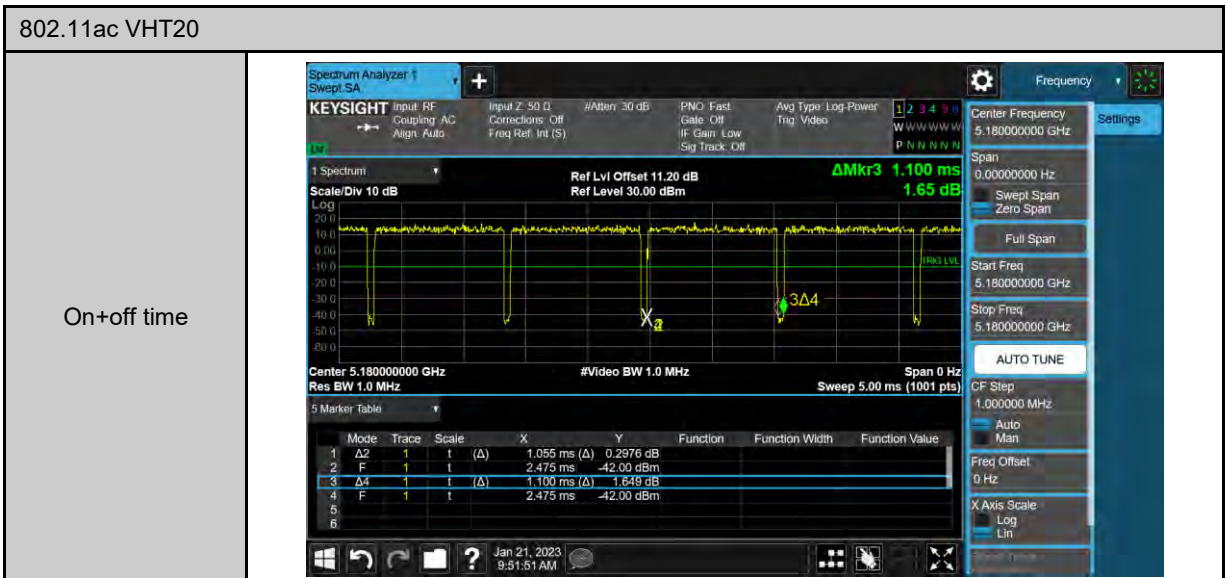 802.11ac VHT20
On+off time
Spectrum Analyzer 1
Swept SA
+
Frequency
Settings
KEYSIGHT
Input: RF
Coupling: AC
Align: Auto
Input Z: 50 Ω
Corrections: Off
Freq Ref: Int (S)
#Atten: 30 dB
PNO: Fast
Gate: Off
IF Gain: Low
Sig Track: Off
Avg Type: Log-Power
Trig: Video
1 2 3 4 5 6
W W W W W W
P N N N N N
1 Spectrum
Scale/Div 10 dB
Ref Lvl Offset 11.20 dB
Ref Level 30.00 dBm
ΔMkr3 1.100 ms
1.65 dB
Log
20.0
10.0
0.00
-10.0
-20.0
-30.0
-40.0
-50.0
-60.0
TRIG LVL
3Δ4
X
Center 5.180000000 GHz
Res BW 1.0 MHz
#Video BW 1.0 MHz
Span 0 Hz
Sweep 5.00 ms (1001 pts)
5 Marker Table
Mode Trace Scale X Y Function Function Width Function Value
1 Δ2 1 t (Δ) 1.055 ms (Δ) 0.2976 dB
2 F 1 t 2.475 ms -42.00 dBm
3 Δ4 1 t (Δ) 1.100 ms (Δ) 1.649 dB
4 F 1 t 2.475 ms -42.00 dBm
5
6
Center Frequency
5.180000000 GHz
Span
0.00000000 Hz
Swept Span
Zero Span
Full Span
Start Freq
5.180000000 GHz
Stop Freq
5.180000000 GHz
AUTO TUNE
CF Step
1.000000 MHz
Auto
Man
Freq Offset
0 Hz
X Axis Scale
Log
Lin
?
Jan 21, 2023
9:51:51 AM